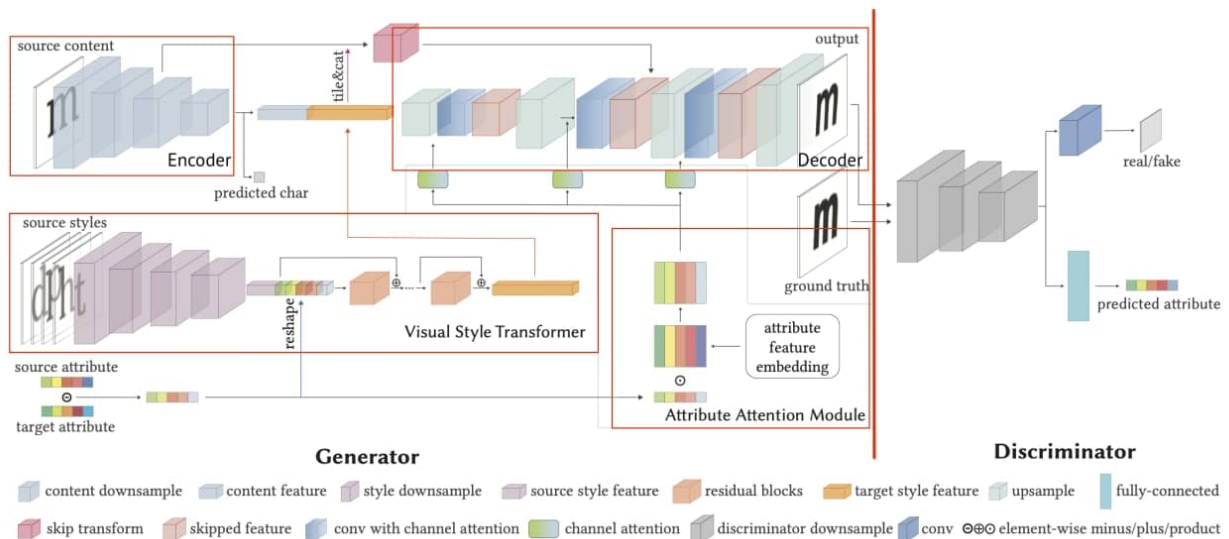 source content
output
tile&cat
Encoder
Decoder
m
m
m
real/fake
predicted char
source styles
dpht
ground truth
predicted attribute
reshape
Visual Style Transformer
attribute
feature
embedding
source attribute
target attribute
Attribute Attention Module
Generator
Discriminator
content downsample content feature style downsample source style feature residual blocks target style feature upsample fully-connected
skip transform skipped feature conv with channel attention channel attention discriminator downsample conv ⊖⊕⊙ element-wise minus/plus/product